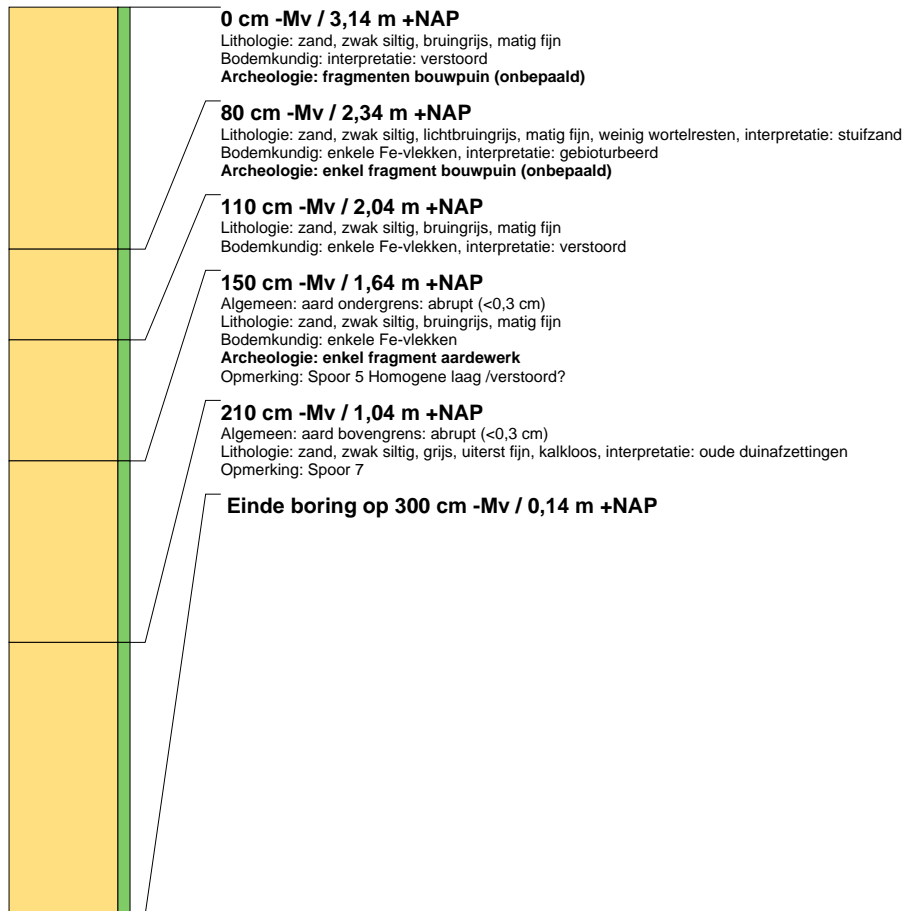 0 cm -Mv / 3,14 m +NAP
Lithologie: zand, zwak siltig, bruingrijs, matig fijn
Bodemkundig: interpretatie: verstoord
Archeologie: fragmenten bouwpuin (onbepaald)
80 cm -Mv / 2,34 m +NAP
Lithologie: zand, zwak siltig, lichtbruingrijs, matig fijn, weinig wortelresten, interpretatie: stuifzand
Bodemkundig: enkele Fe-vlekken, interpretatie: gebioturbeerd
Archeologie: enkel fragment bouwpuin (onbepaald)
110 cm -Mv / 2,04 m +NAP
Lithologie: zand, zwak siltig, bruingrijs, matig fijn
Bodemkundig: enkele Fe-vlekken, interpretatie: verstoord
150 cm -Mv / 1,64 m +NAP
Algemeen: aard ondergrens: abrupt (<0,3 cm)
Lithologie: zand, zwak siltig, bruingrijs, matig fijn
Bodemkundig: enkele Fe-vlekken
Archeologie: enkel fragment aardewerk
Opmerking: Spoor 5 Homogene laag /verstoord?
210 cm -Mv / 1,04 m +NAP
Algemeen: aard bovengrens: abrupt (<0,3 cm)
Lithologie: zand, zwak siltig, grijs, uiterst fijn, kalkloos, interpretatie: oude duinafzettingen
Opmerking: Spoor 7
Einde boring op 300 cm -Mv / 0,14 m +NAP